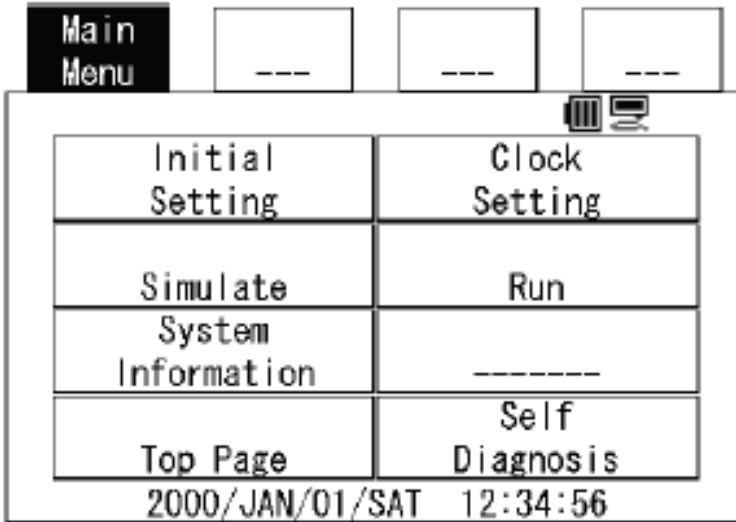 Main
Menu
---
---
---
Initial
Setting
Clock
Setting
Simulate
Run
System
Information
-------
Top Page
Self
Diagnosis
2000/JAN/01/SAT 12:34:56